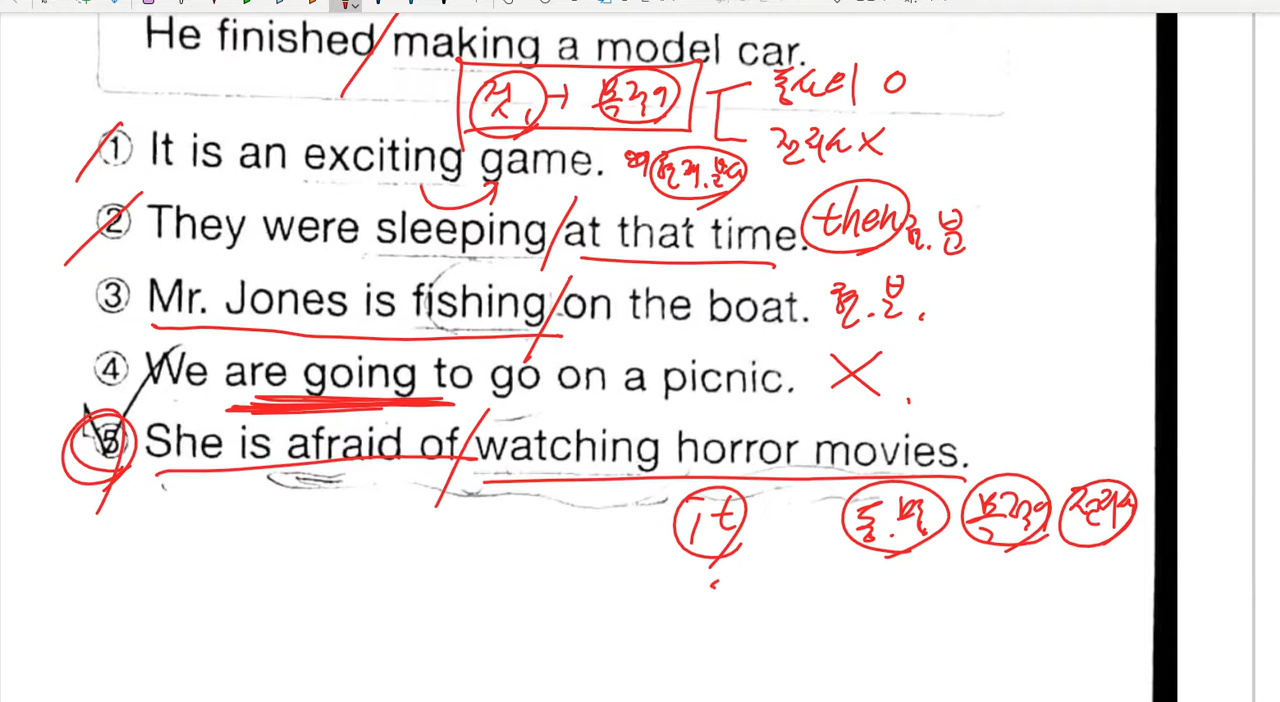 He finished making a model car.
것 → 목적어
동사의 O
전치사 X
① It is an exciting game.
② They were sleeping at that time. then
③ Mr. Jones is fishing on the boat. 현.분.
④ We are going to go on a picnic. X
⑤ She is afraid of watching horror movies.
it 동.명 목적어 전치사